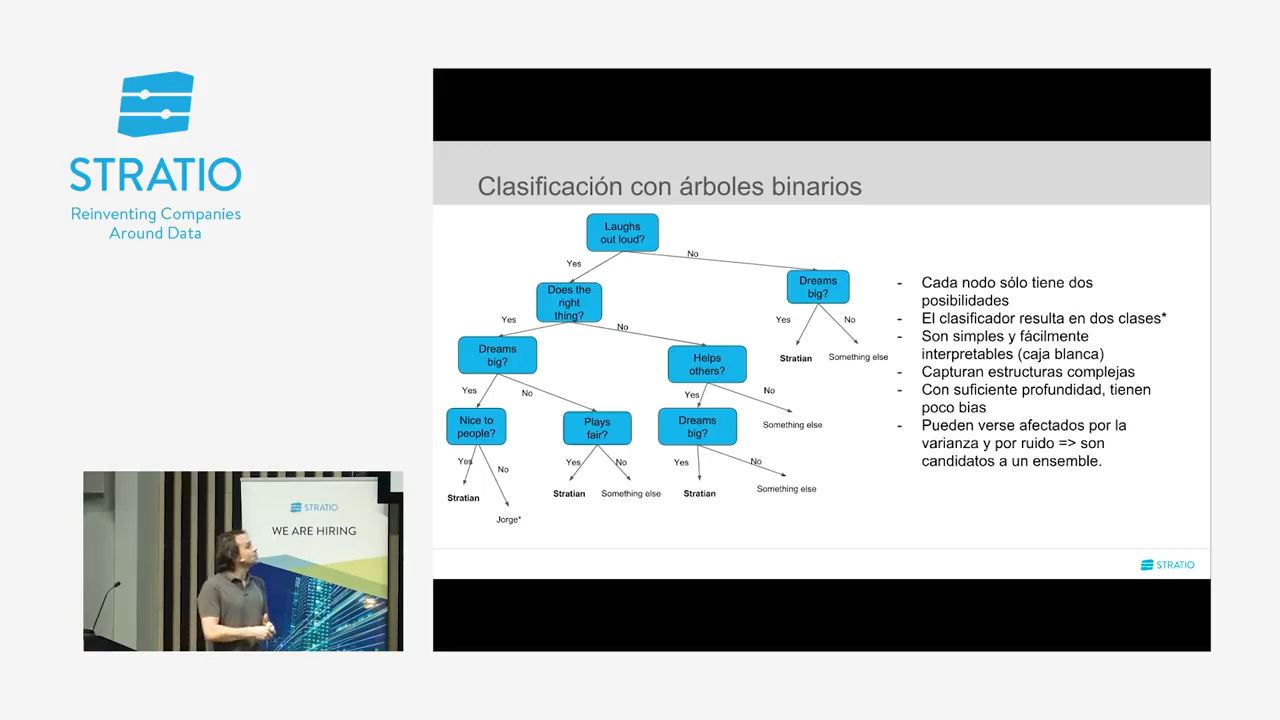 STRATIO
Reinventing Companies
Around Data
Clasificación con árboles binarios
Laughs
out loud?
Yes
No
Does the
right
thing?
Dreams
big?
Yes
No
Yes
No
Stratian
Something else
Dreams
big?
Helps
others?
Yes
No
Yes
No
Something else
Nice to
people?
Plays
fair?
Dreams
big?
Yes
No
Yes
No
Yes
No
Stratian
Jorge*
Stratian
Something else
Stratian
Something else
- Cada nodo sólo tiene dos
posibilidades
- El clasificador resulta en dos clases*
- Son simples y fácilmente
interpretables (caja blanca)
- Capturan estructuras complejas
- Con suficiente profundidad, tienen
poco bias
- Pueden verse afectados por la
varianza y por ruido => son
candidatos a un ensemble.
STRATIO
STRATIO
WE ARE HIRING